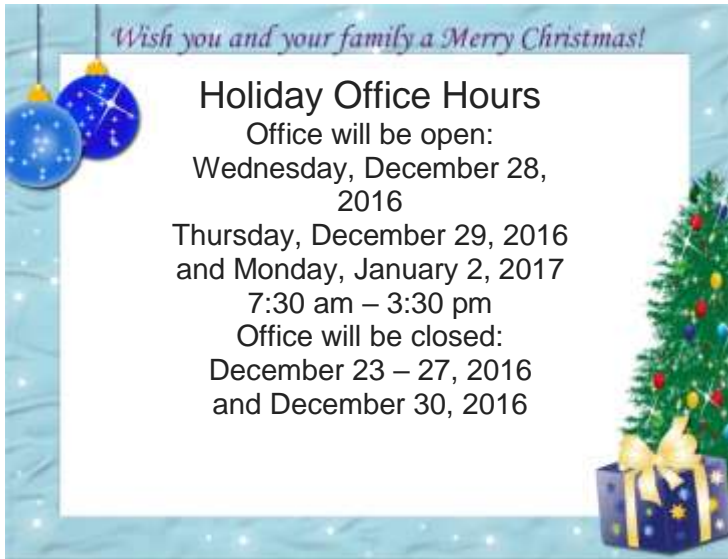 Wish you and your family a Merry Christmas!
Holiday Office Hours
Office will be open:
Wednesday, December 28,
2016
Thursday, December 29, 2016
and Monday, January 2, 2017
7:30 am – 3:30 pm
Office will be closed:
December 23 – 27, 2016
and December 30, 2016